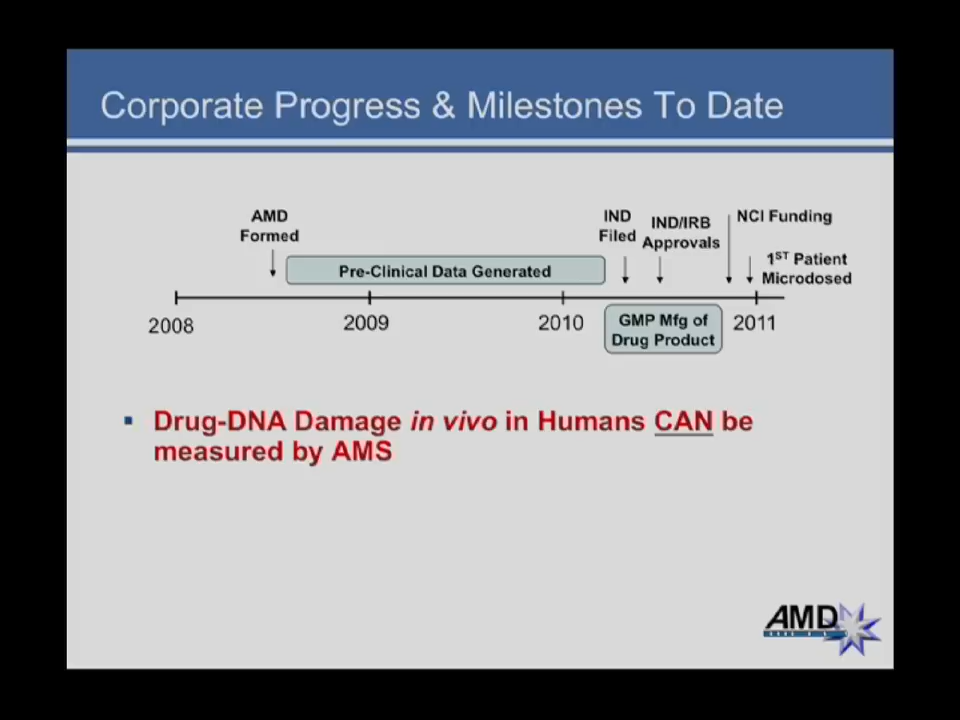 Corporate Progress & Milestones To Date
AMD
Formed
IND
Filed
IND/IRB
Approvals
NCI Funding
1ST Patient
Microdosed
Pre-Clinical Data Generated
2008
2009
2010
2011
GMP Mfg of
Drug Product
▪ Drug-DNA Damage in vivo in Humans CAN be
measured by AMS
AMD